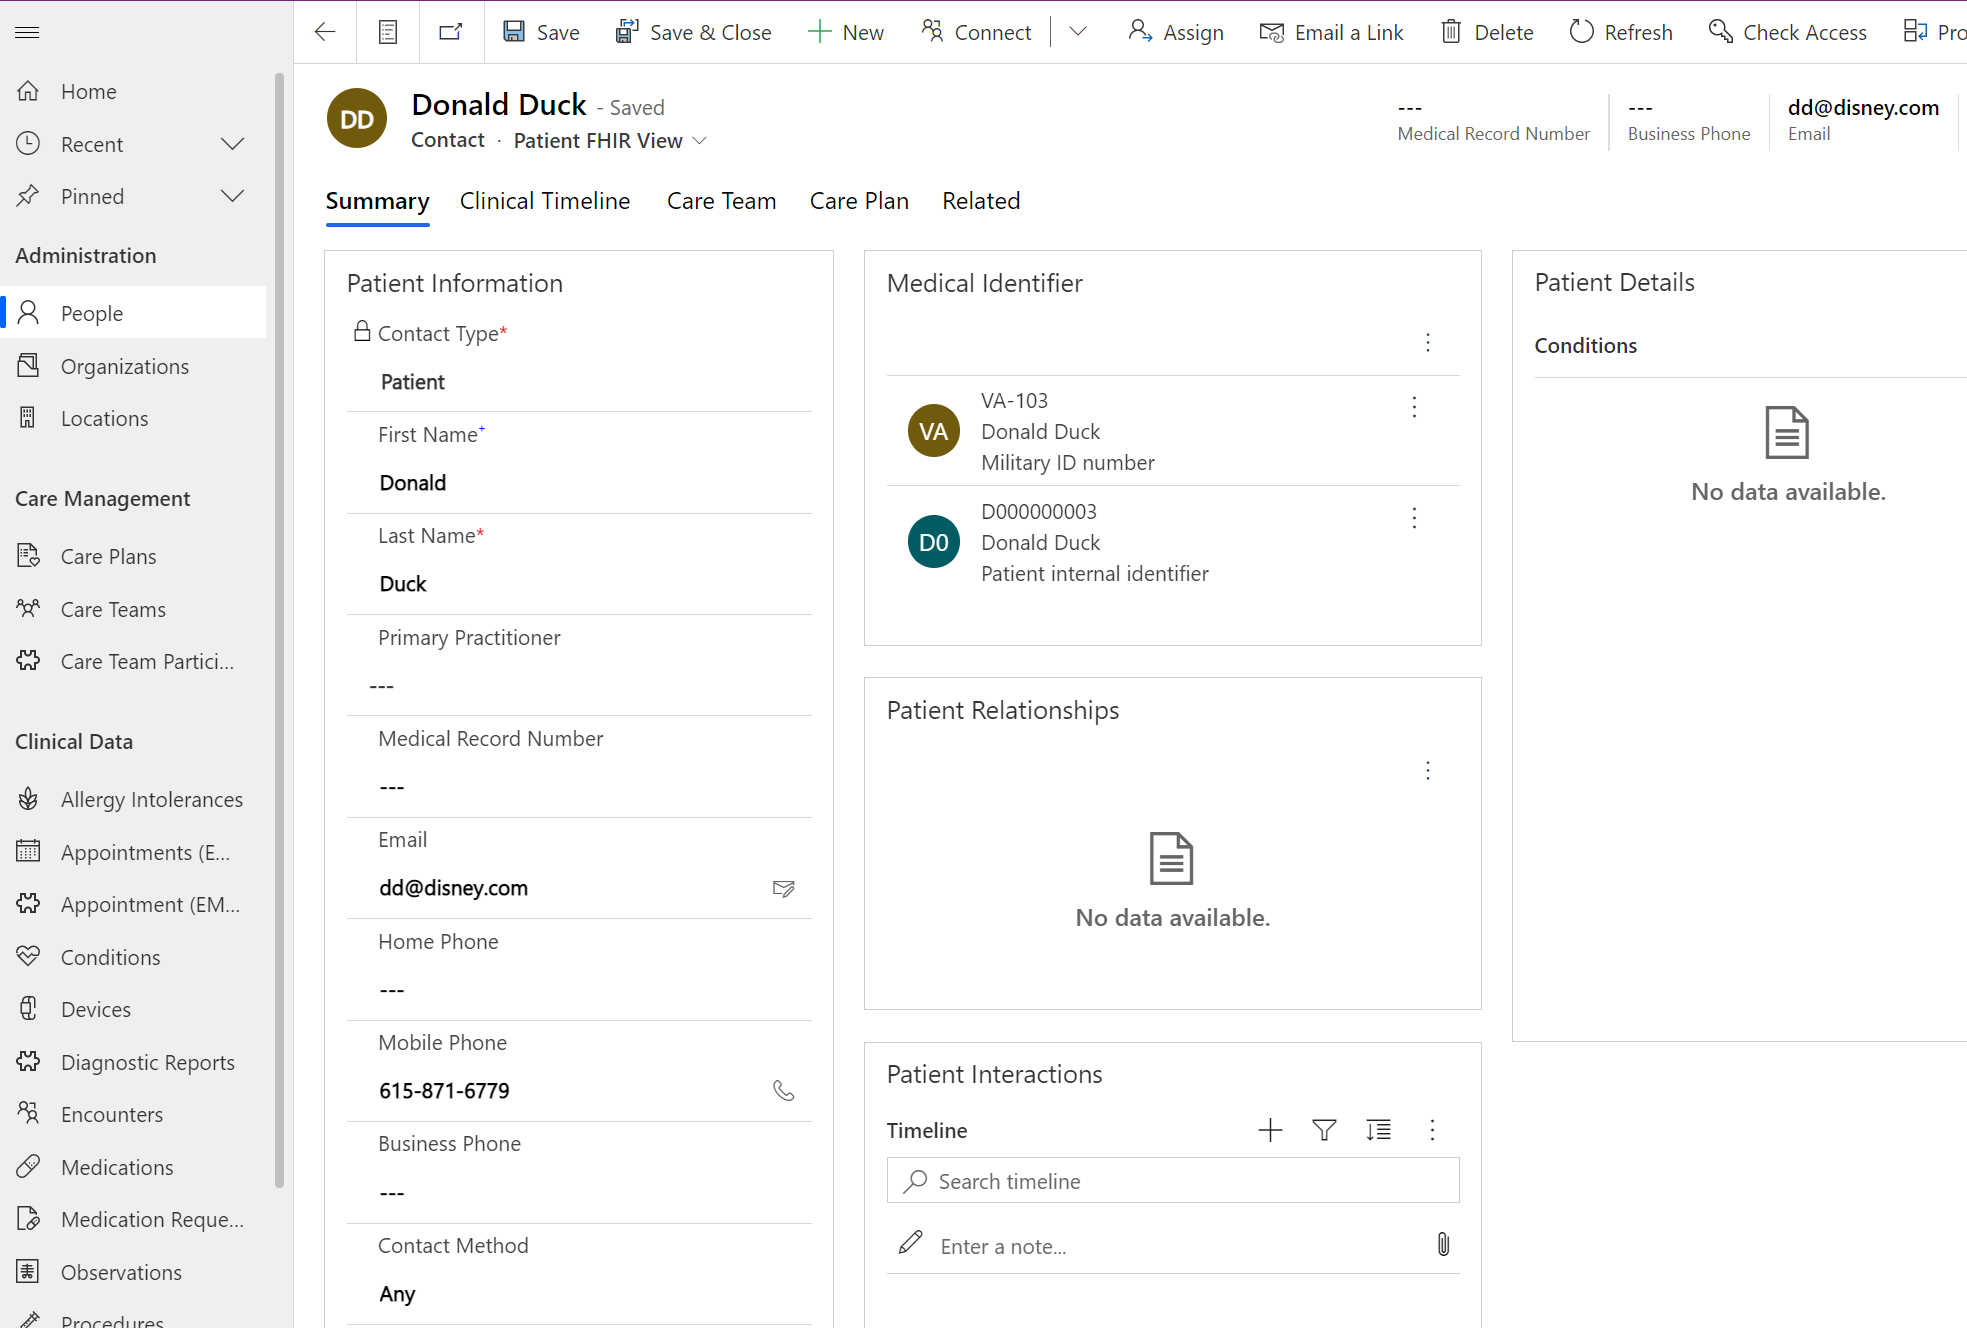 Save
Save & Close
New
Connect
Assign
Email a Link
Delete
Refresh
Check Access
Pro
Home
Recent
Pinned
Administration
People
Organizations
Locations
Care Management
Care Plans
Care Teams
Care Team Partici...
Clinical Data
Allergy Intolerances
Appointments (E...
Appointment (EM...
Conditions
Devices
Diagnostic Reports
Encounters
Medications
Medication Reque...
Observations
Procedures
DD
Donald Duck - Saved
Contact · Patient FHIR View
---
Medical Record Number
---
Business Phone
dd@disney.com
Email
Summary
Clinical Timeline
Care Team
Care Plan
Related
Patient Information
Contact Type*
Patient
First Name+
Donald
Last Name*
Duck
Primary Practitioner
---
Medical Record Number
---
Email
dd@disney.com
Home Phone
---
Mobile Phone
615-871-6779
Business Phone
---
Contact Method
Any
Medical Identifier
VA
VA-103
Donald Duck
Military ID number
D0
D000000003
Donald Duck
Patient internal identifier
Patient Relationships
No data available.
Patient Interactions
Timeline
Search timeline
Enter a note...
Patient Details
Conditions
No data available.